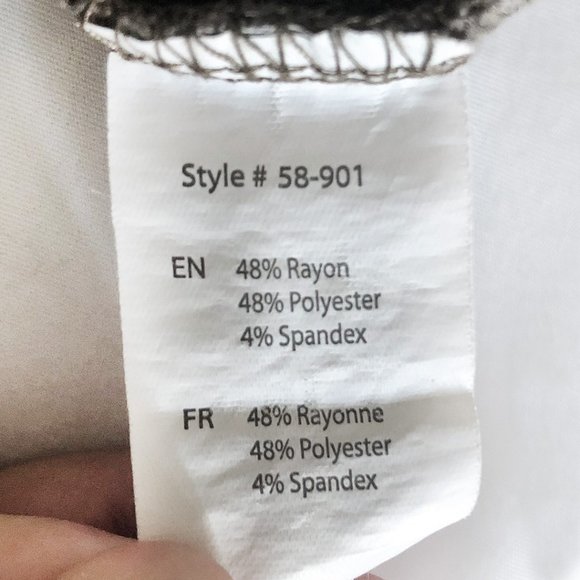 Style # 58-901
EN 48% Rayon
48% Polyester
4% Spandex
FR 48% Rayonne
48% Polyester
4% Spandex